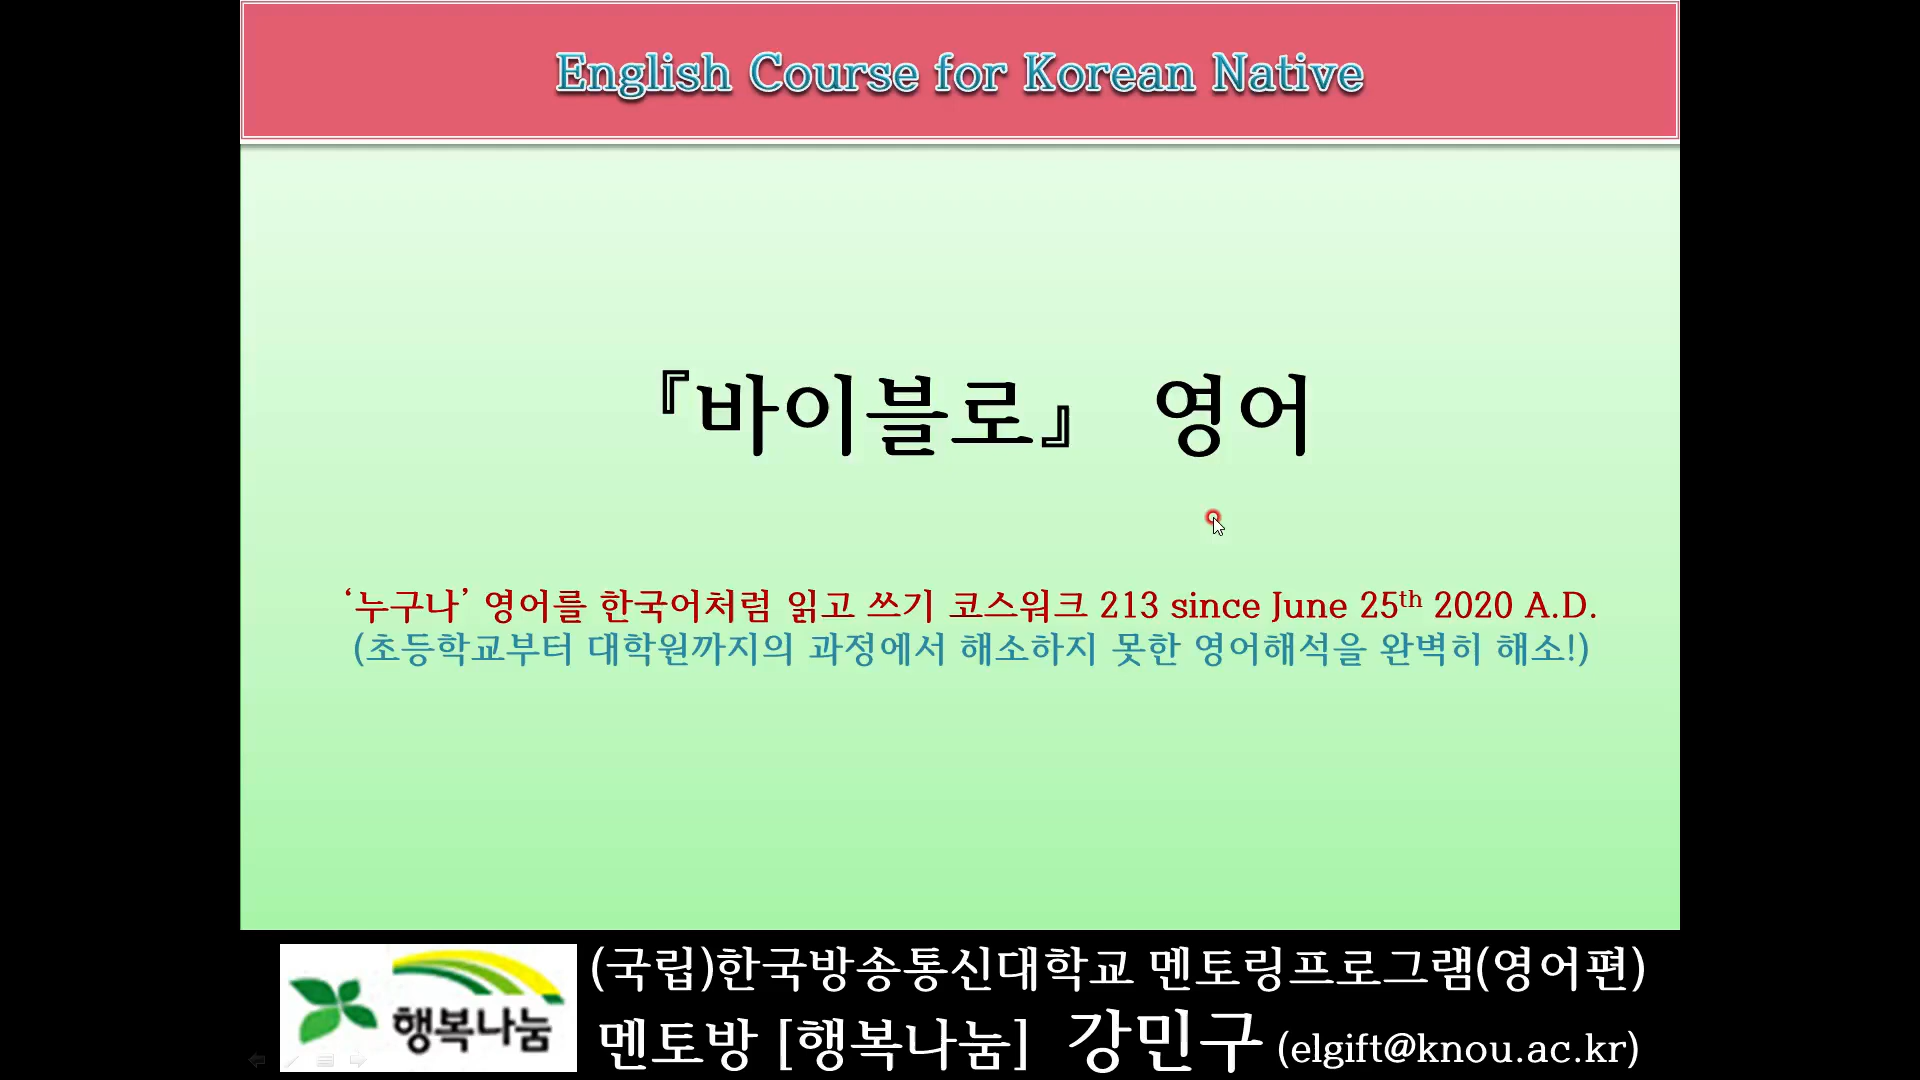 English Course for Korean Native
『바이블로』 영어
‘누구나’ 영어를 한국어처럼 읽고 쓰기 코스워크 213 since June 25th 2020 A.D.
(초등학교부터 대학원까지의 과정에서 해소하지 못한 영어해석을 완벽히 해소!)
행복나눔
(국립)한국방송통신대학교 멘토링프로그램(영어편)
멘토방 [행복나눔] 강민구 (elgift@knou.ac.kr)